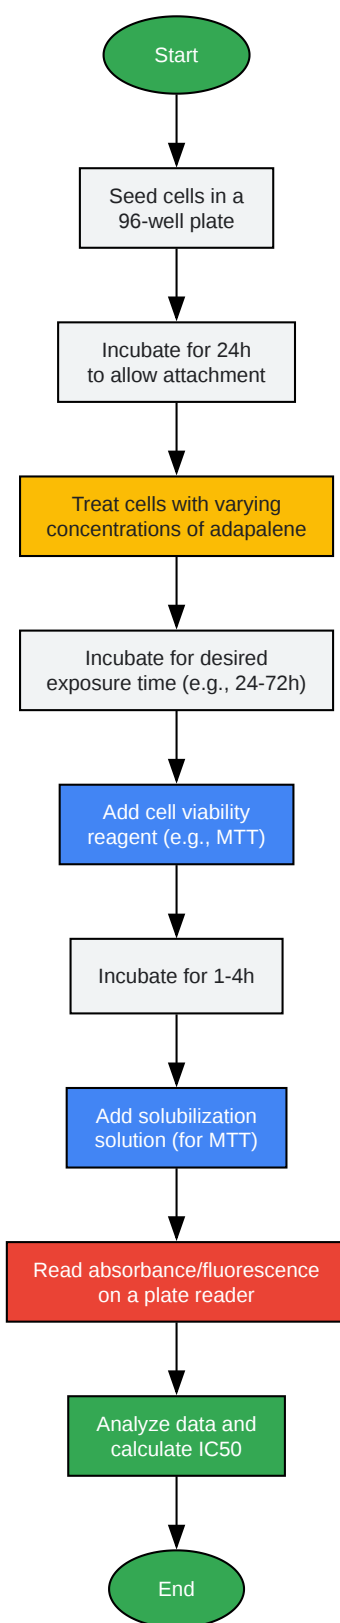 Start
Seed cells in a
96-well plate
Incubate for 24h
to allow attachment
Treat cells with varying
concentrations of adapalene
Incubate for desired
exposure time (e.g., 24-72h)
Add cell viability
reagent (e.g., MTT)
Incubate for 1-4h
Add solubilization
solution (for MTT)
Read absorbance/fluorescence
on a plate reader
Analyze data and
calculate IC50
End